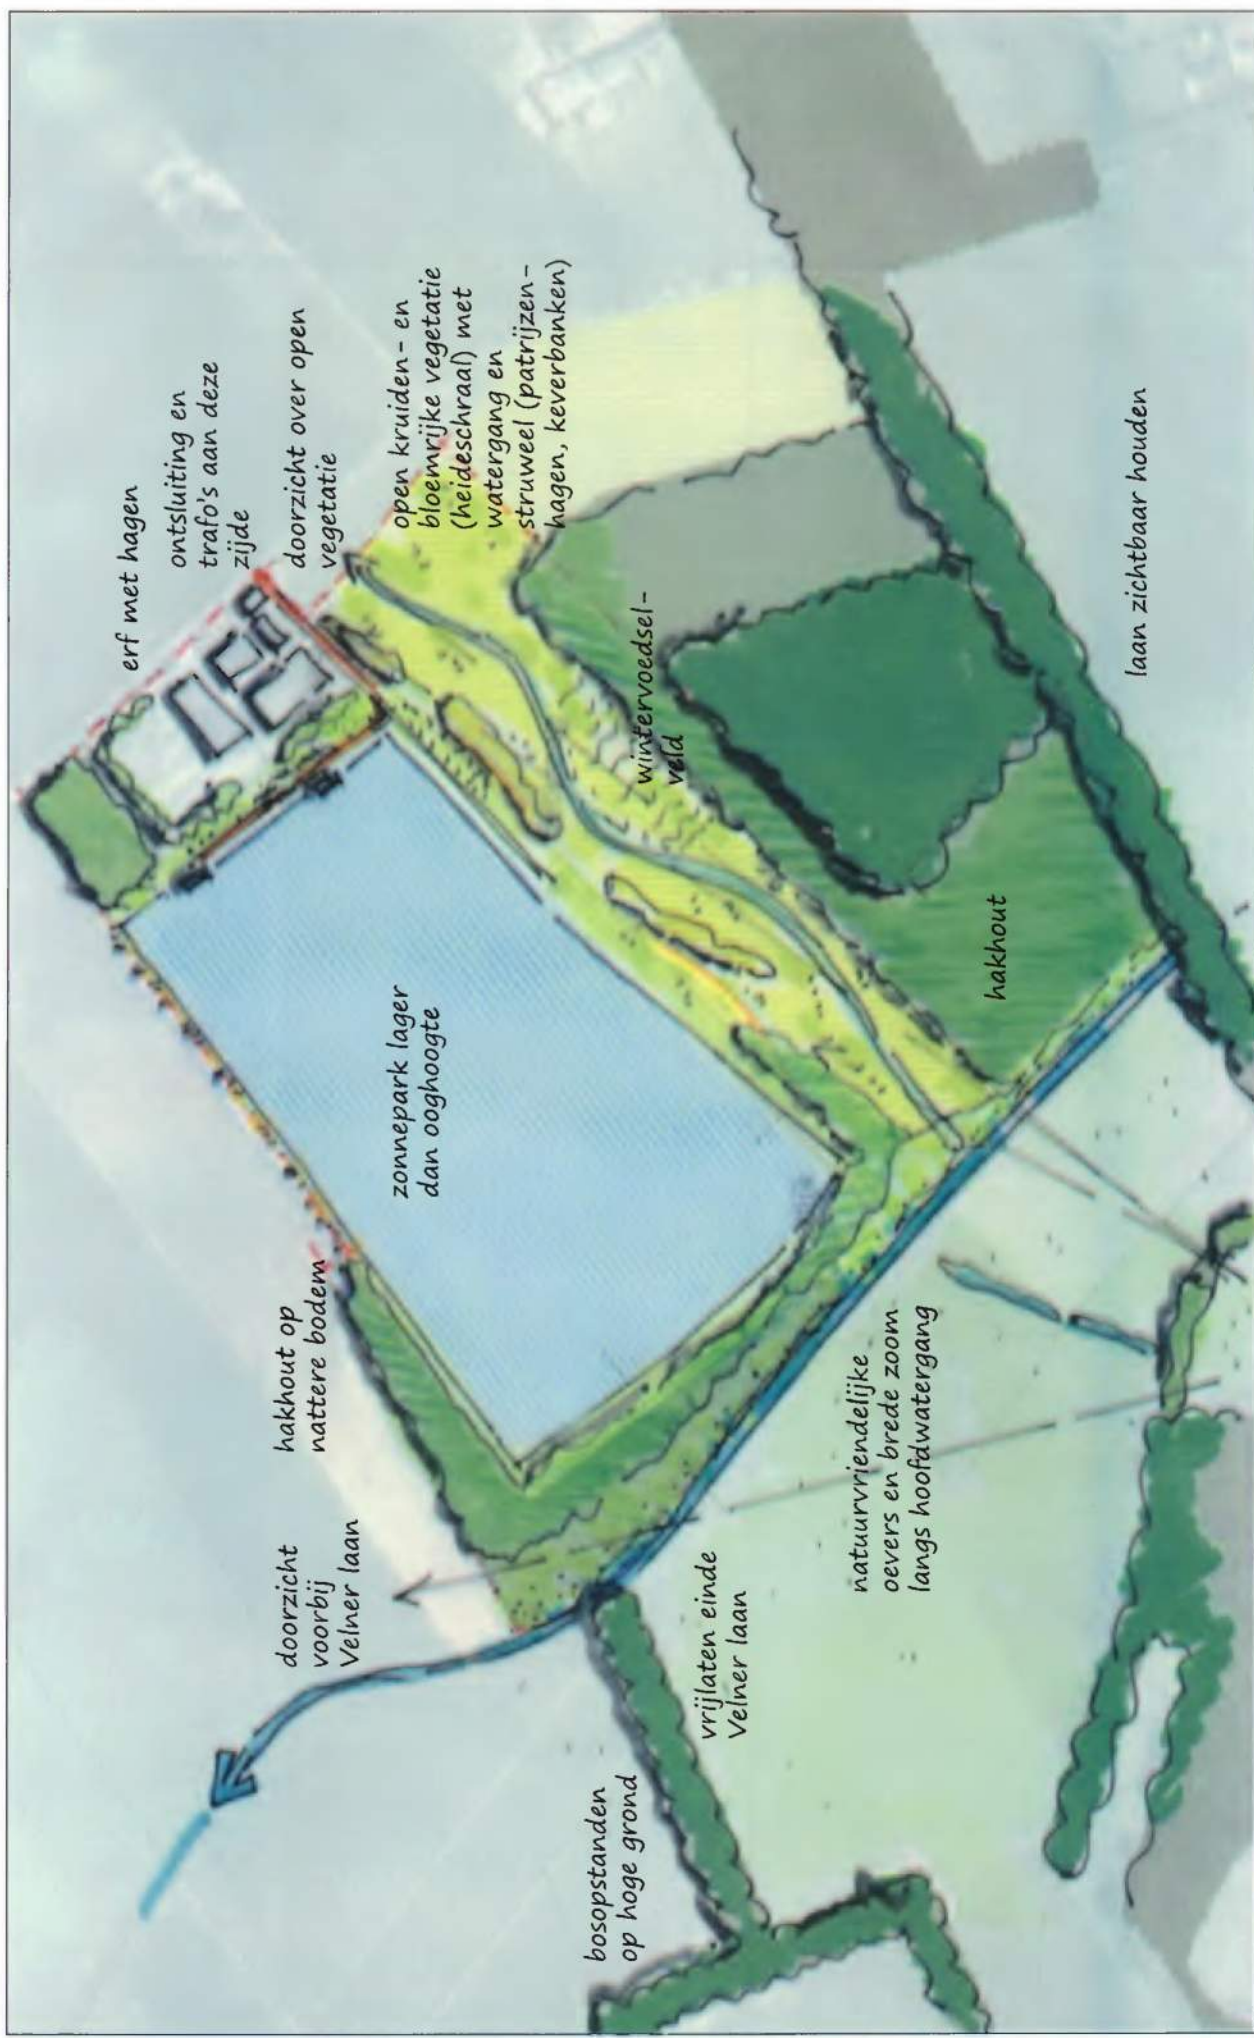 bosopstanden
op hoge grond
doorzicht
voorbij
Velner laan
vrijlaten einde
Velner laan
hakhout op
nattere bodem
natuurvriendelijke
oevers en brede zoom
langs hoofdwatergang
zonnepark lager
dan ooghoogte
hakhout
wintervoedsel-
veld
erf met hagen
ontsluiting en
trafo's aan deze
zijde
doorzicht over open
vegetatie
open kruiden- en
bloemrijke vegetatie
(heideschraal) met
watergang en
struweel (patrijzen-
hagen, keverbanken)
laan zichtbaar houden